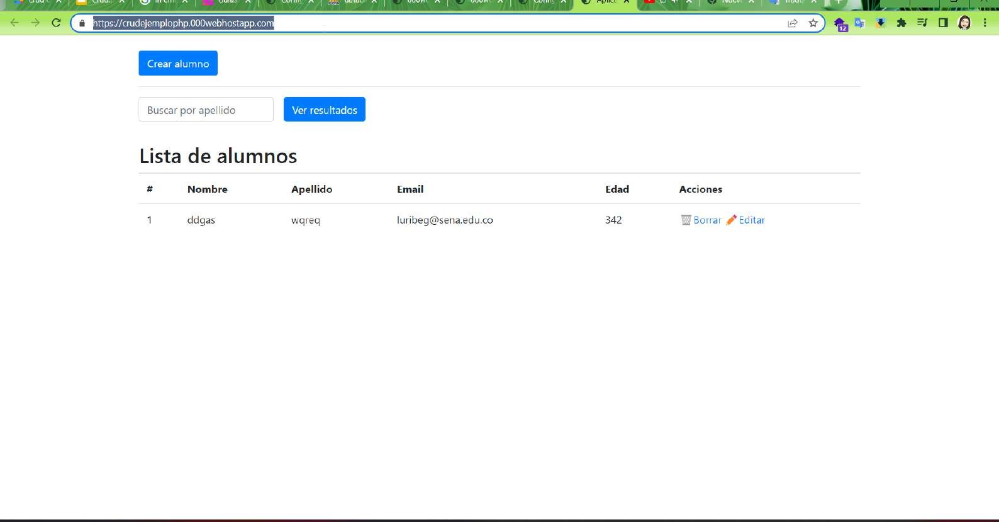 https://crudejemplophp.000webhostapp.com
12
Crear alumno
Buscar por apellido
Ver resultados
Lista de alumnos
# Nombre Apellido Email Edad Acciones
1 ddgas wqreq luribeg@sena.edu.co 342 Borrar Editar